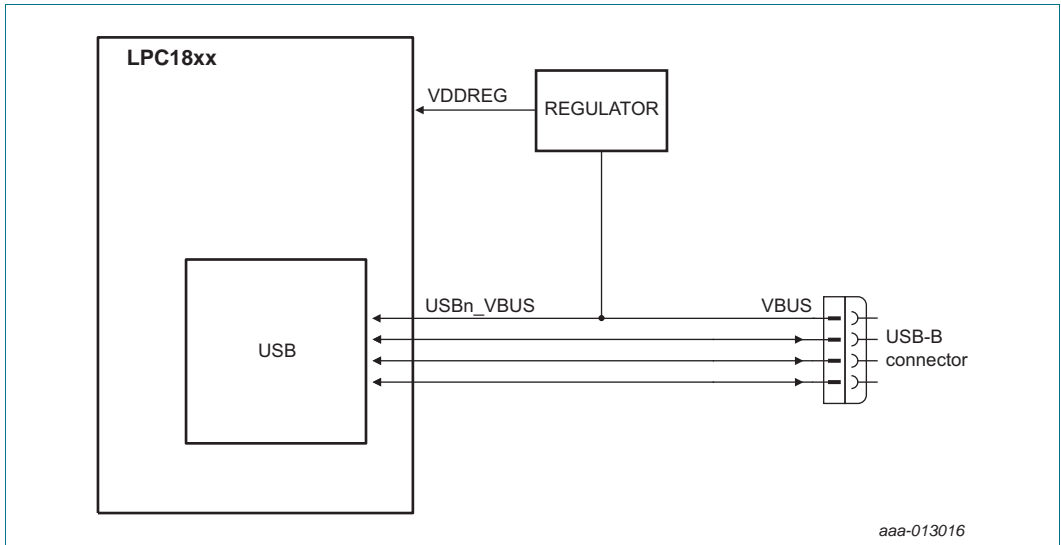 LPC18xx
VDDREG
REGULATOR
USBn_VBUS
VBUS
USB
USB-B
connector
aaa-013016